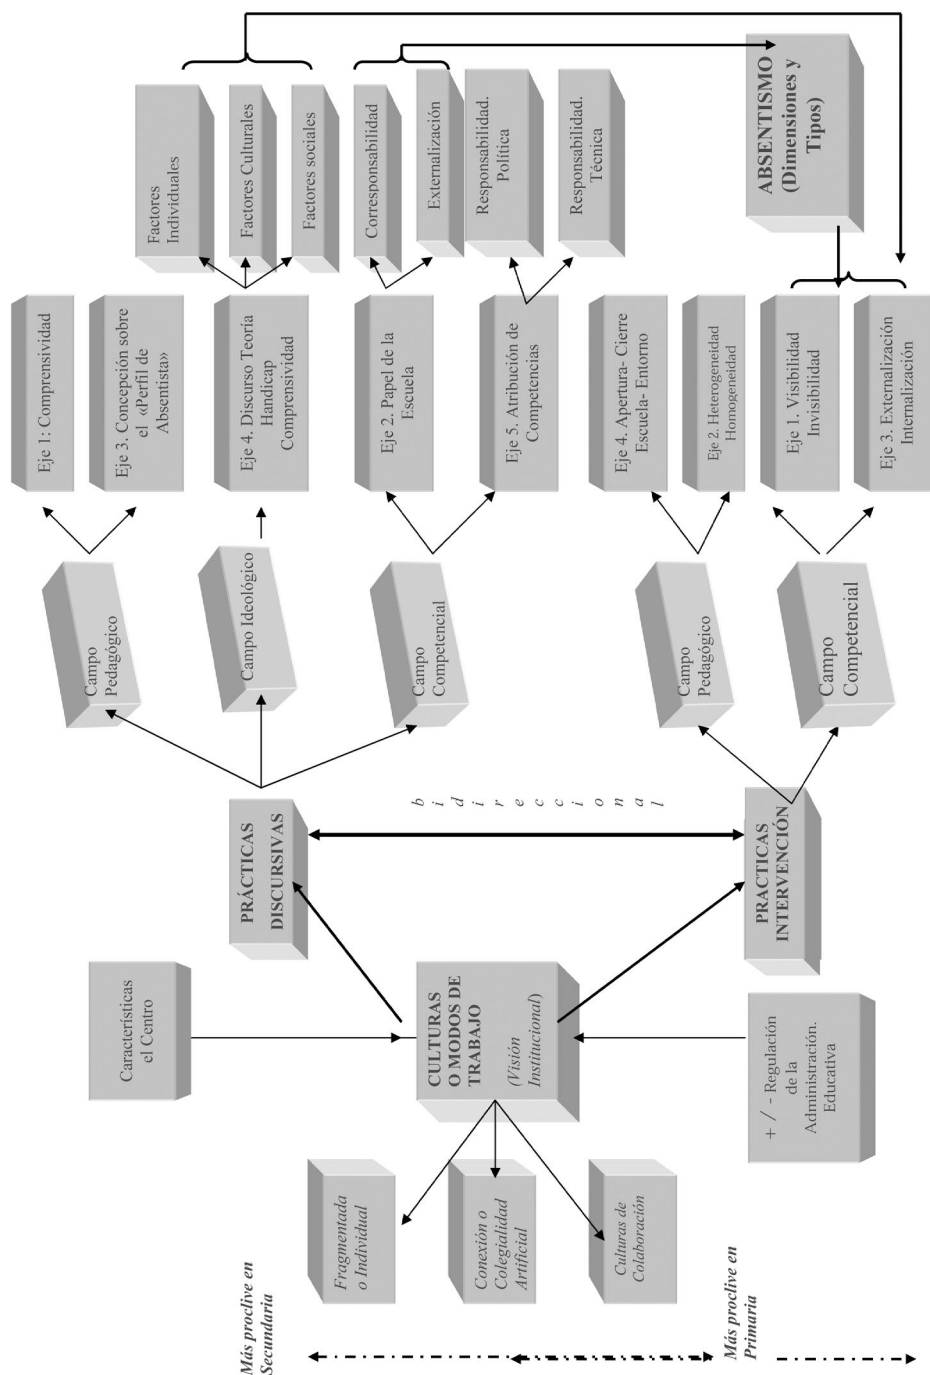 Más proclive en
Secundaria
Más proclive en
Primaria
Fragmentada
o Individual
Conexión o
Colegialidad
Artificial
Culturas de
Colaboración
Características
el Centro
CULTURAS
O MODOS DE
TRABAJO
(Visión
Institucional)
+ / - Regulación
de la
Administración.
Educativa
PRÁCTICAS
DISCURSIVAS
bidireccional
PRACTICAS
INTERVENCIÓN
Campo
Pedagógico
Campo Ideológico
Campo
Competencial
Campo
Pedagógico
Campo
Competencial
Eje 1: Comprensividad
Eje 3. Concepción sobre
el «Perfil de
Absentista»
Eje 4. Discurso Teoría
Handicap
Comprensividad
Eje 2. Papel de la
Escuela
Eje 5. Atribución de
Competencias
Eje 4. Apertura- Cierre
Escuela- Entorno
Eje 2. Heterogeneidad
Homogeneidad
Eje 1. Visibilidad
Invisibilidad
Eje 3. Externalización
Internalización
Factores
Individuales
Factores Culturales
Factores sociales
Corresponsabilidad
Externalización
Responsabilidad.
Política
Responsabilidad.
Técnica
ABSENTISMO
(Dimensiones y
Tipos)